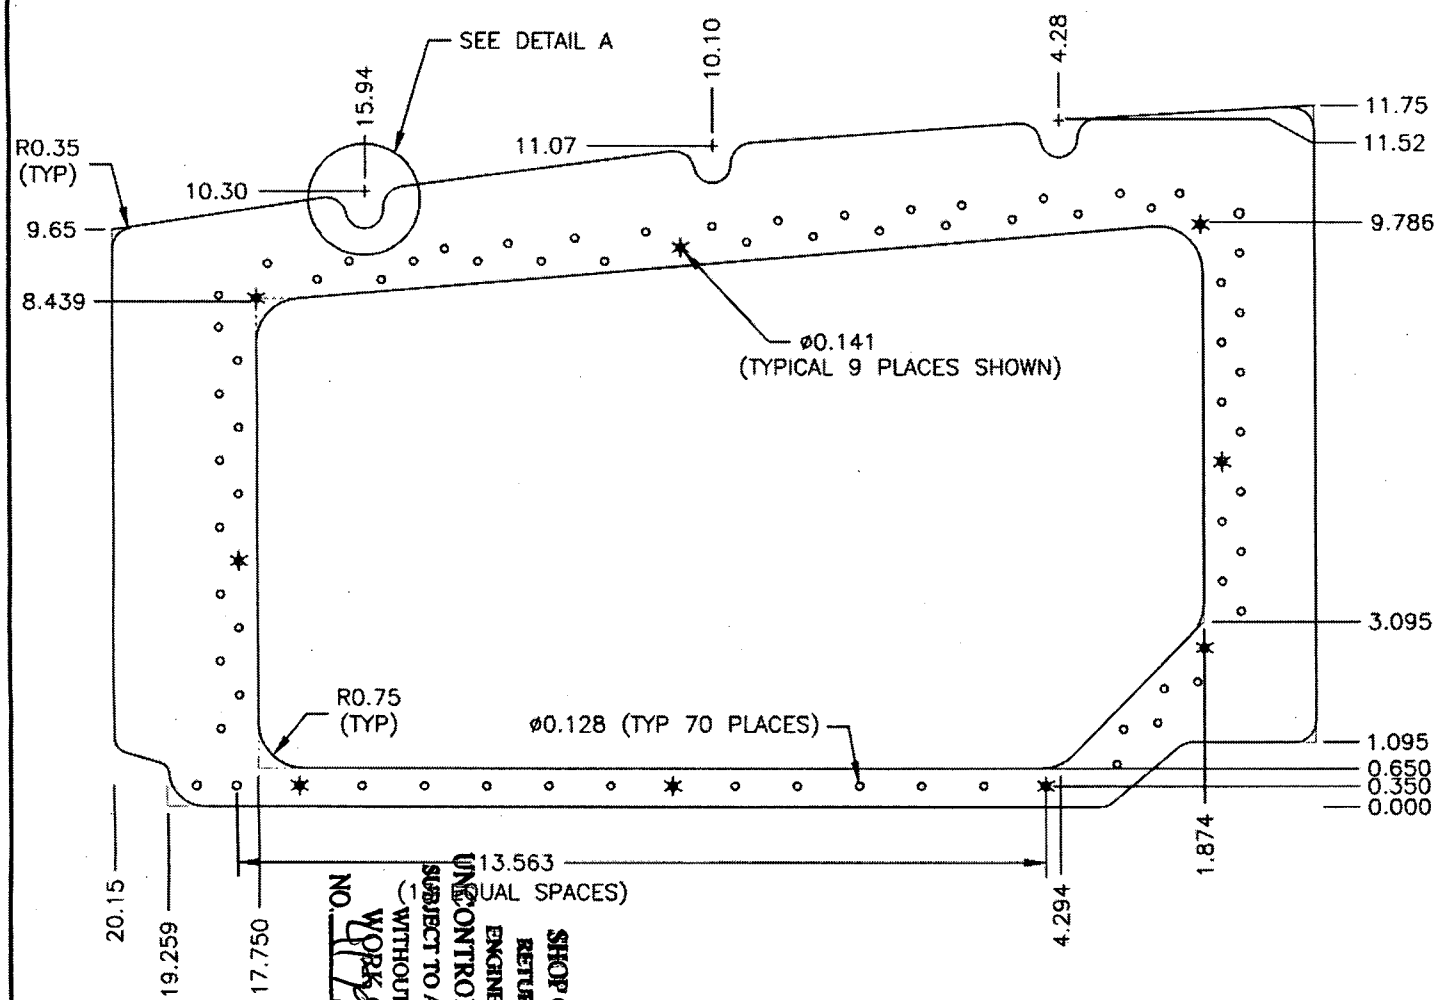 SEE DETAIL A
15.94
10.10
4.28
11.75
11.52
11.07
R0.35
(TYP)
10.30
9.65
9.786
8.439
ø0.141
(TYPICAL 9 PLACES SHOWN)
3.095
R0.75
(TYP)
ø0.128 (TYP 70 PLACES)
1.095
0.650
0.350
0.000
13.563
EQUAL SPACES)
1.874
4.294
20.15
19.259
17.750
SHOP
RETUR
ENGINE
UNCONTRO
SUBJECT TO A
WITHOUT
WORK
NO.